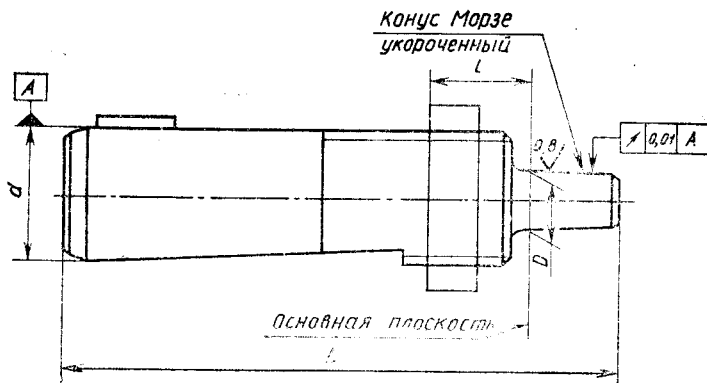 Конус Морзе
укороченный
l
A
0,8
0,01 A
d
D
Основная плоскость
L